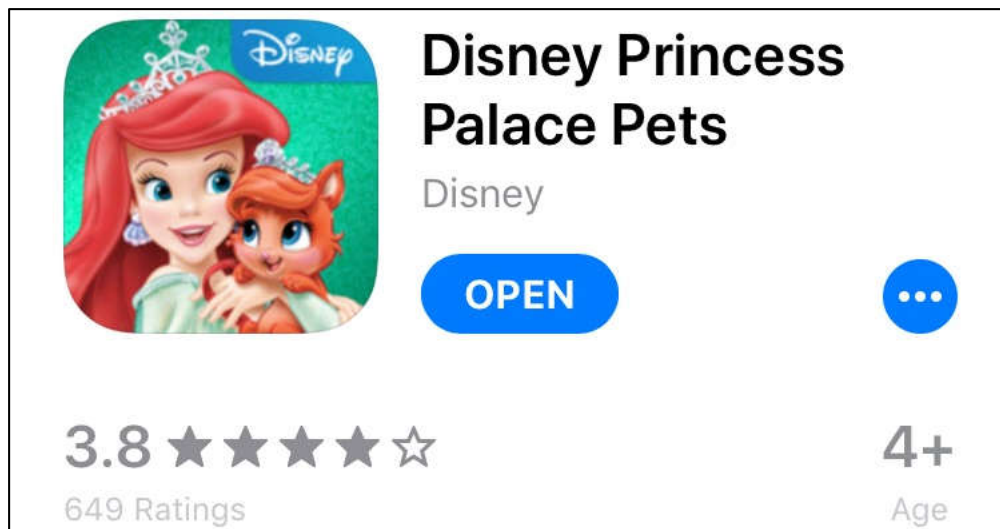 Disney
Disney Princess
Palace Pets
Disney
OPEN
3.8
4+
649 Ratings
Age